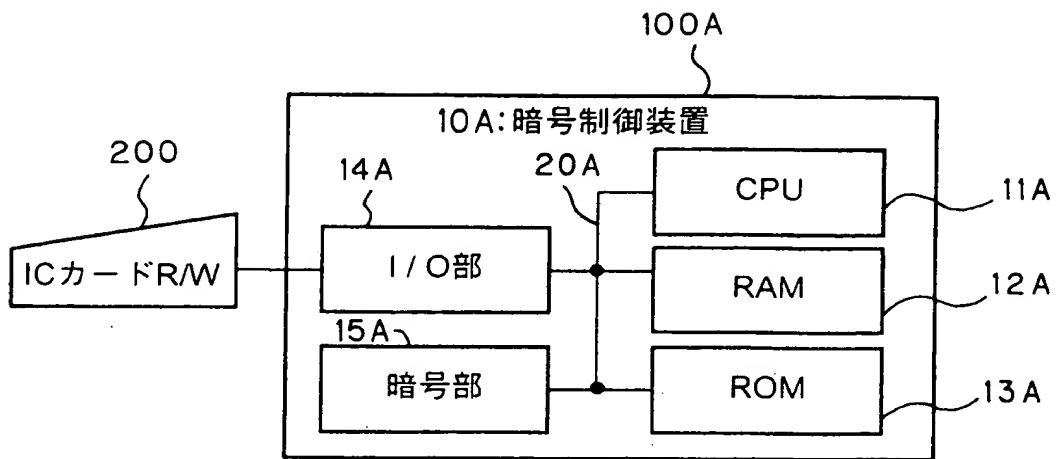 100A
10A:暗号制御装置
200
14A
20A
CPU
11A
ICカードR/W
I/O部
RAM
12A
15A
暗号部
ROM
13A